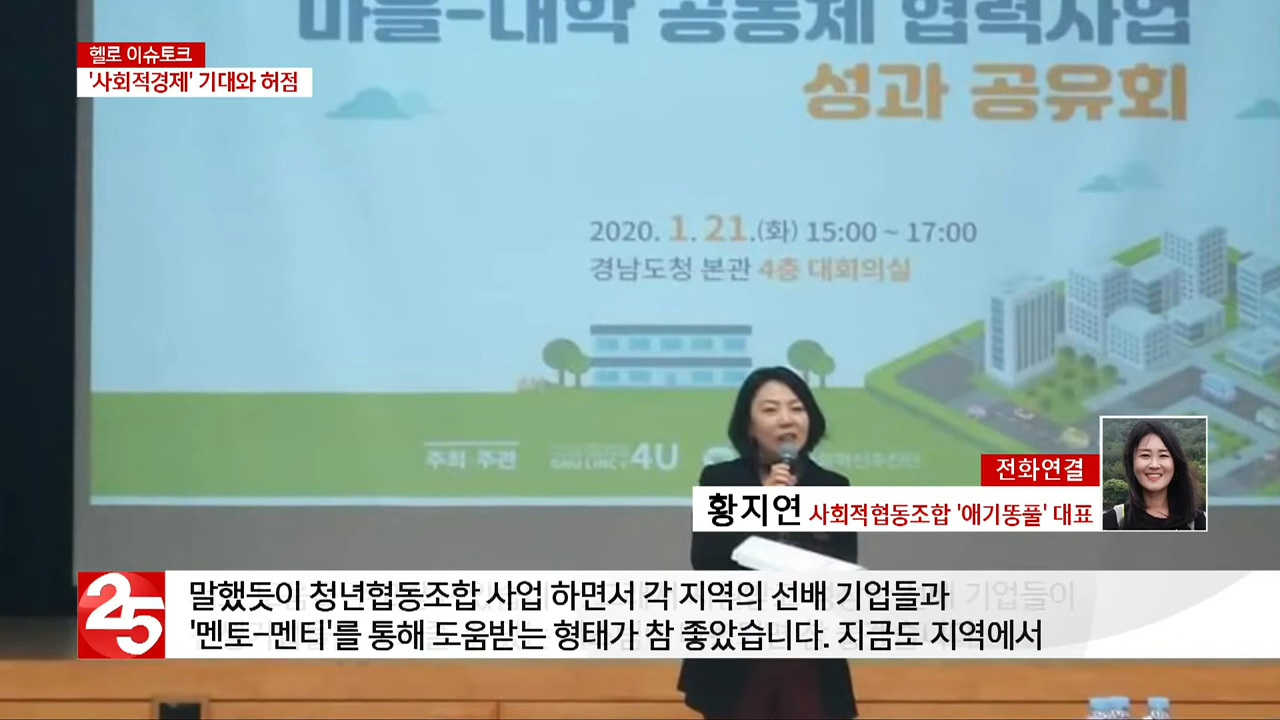 마을-대학 공동체 협력사업
헬로 이슈토크
'사회적경제' 기대와 허점
성과 공유회
2020. 1. 21.(화) 15:00 ~ 17:00
경남도청 본관 4층 대회의실
주최·주관
4U
전화연결
황지연 사회적협동조합 '애기똥풀' 대표
25
말했듯이 청년협동조합 사업 하면서 각 지역의 선배 기업들과
'멘토-멘티'를 통해 도움받는 형태가 참 좋았습니다. 지금도 지역에서